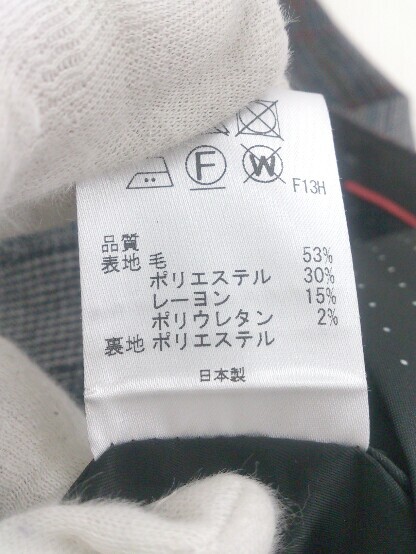 F
W
F13H
品質
表地 毛 53%
ポリエステル 30%
レーヨン 15%
ポリウレタン 2%
裏地 ポリエステル
日本製